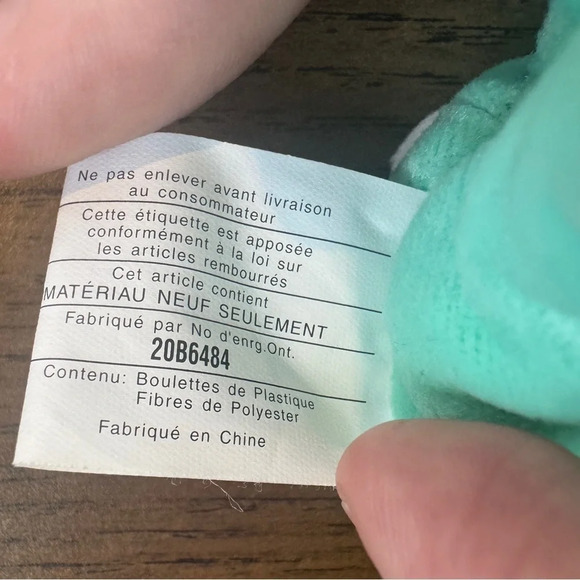 Ne pas enlever avant livraison
au consommateur
Cette étiquette est apposée
conformément à la loi sur
les articles rembourrés
Cet article contient
MATÉRIAU NEUF SEULEMENT
Fabriqué par No d'enrg.Ont.
20B6484
Contenu: Boulettes de Plastique
Fibres de Polyester
Fabriqué en Chine